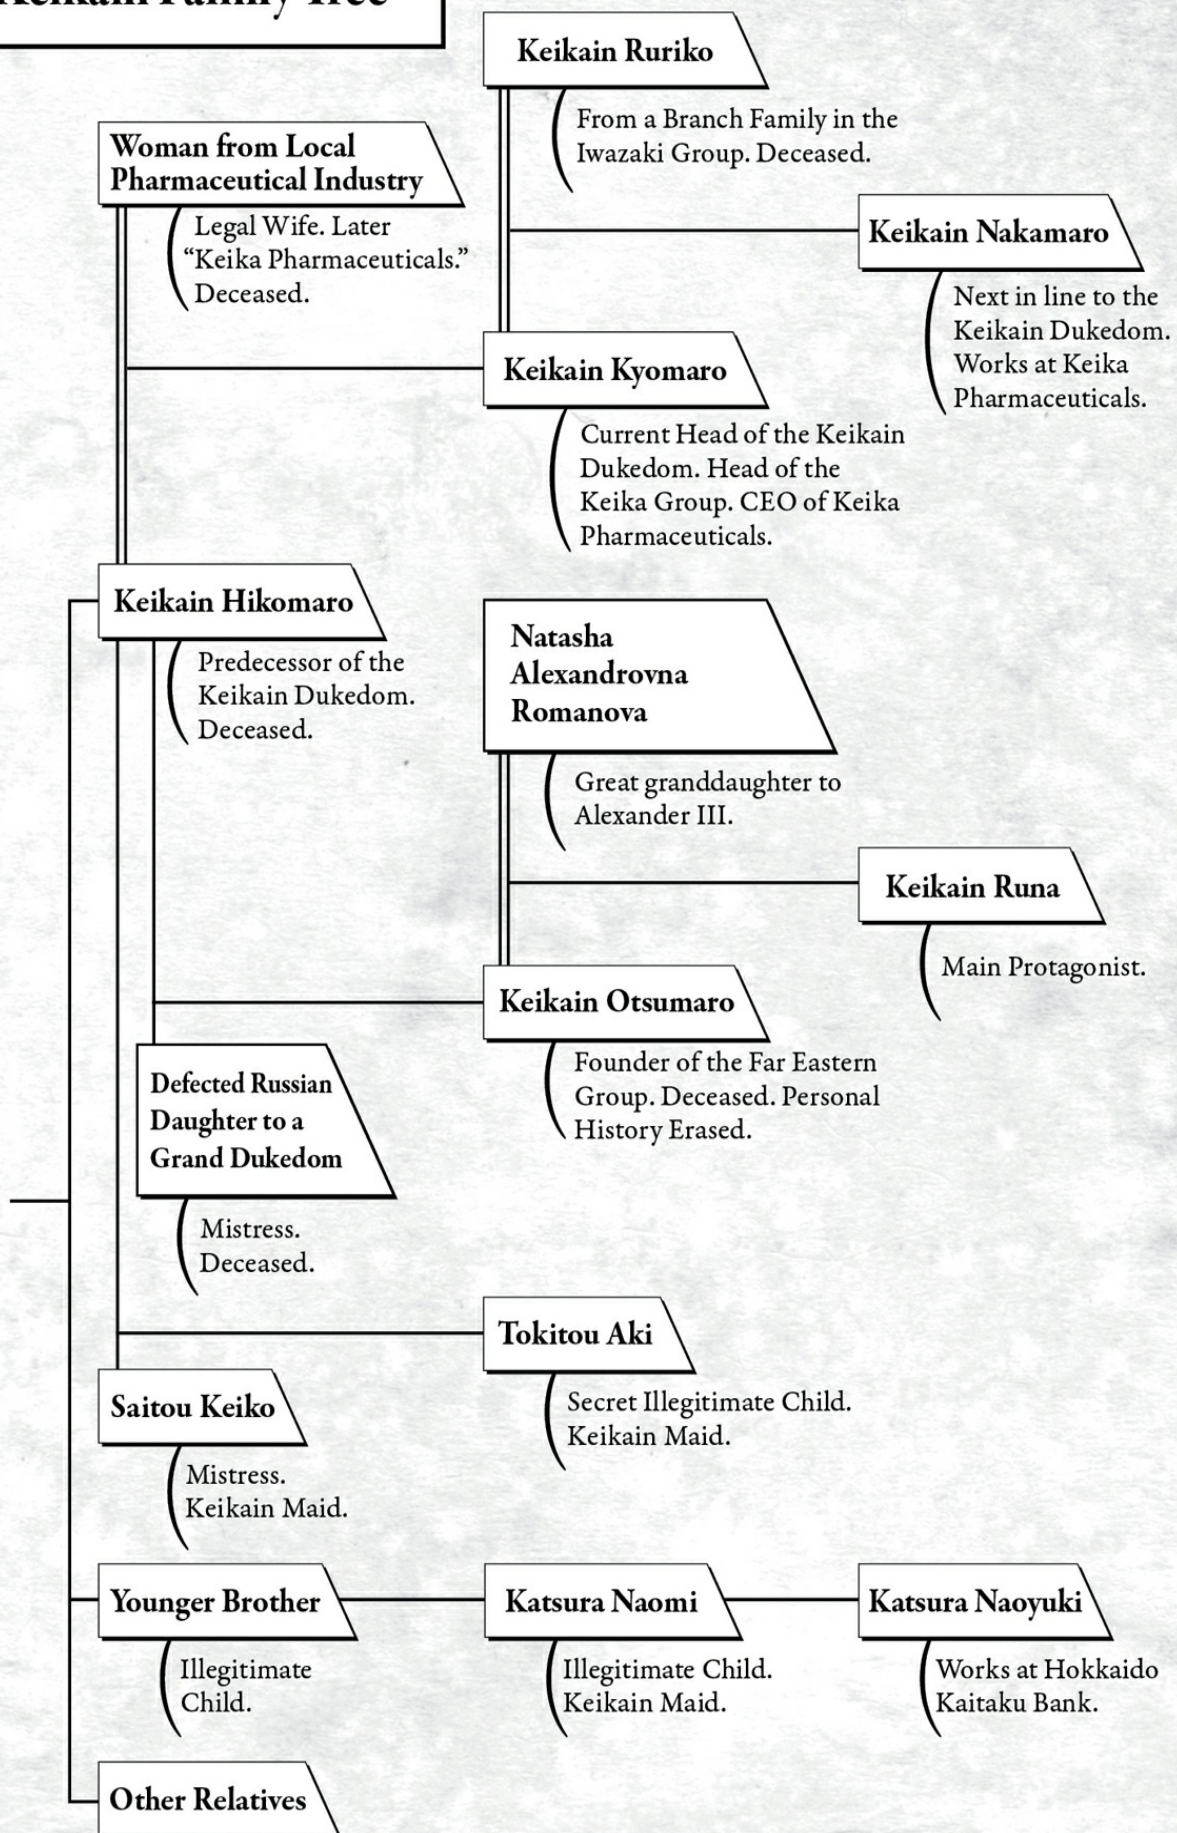 Keikain Family Tree
Keikain Ruriko
From a Branch Family in the
Iwazaki Group. Deceased.
Woman from Local
Pharmaceutical Industry
Legal Wife. Later
“Keika Pharmaceuticals.”
Deceased.
Keikain Nakamaro
Next in line to the
Keikain Dukedom.
Works at Keika
Pharmaceuticals.
Keikain Kyomaro
Current Head of the Keikain
Dukedom. Head of the
Keika Group. CEO of Keika
Pharmaceuticals.
Keikain Hikomaro
Predecessor of the
Keikain Dukedom.
Deceased.
Natasha
Alexandrovna
Romanova
Great granddaughter to
Alexander III.
Keikain Runa
Main Protagonist.
Keikain Otsumaro
Founder of the Far Eastern
Group. Deceased. Personal
History Erased.
Defected Russian
Daughter to a
Grand Dukedom
Mistress.
Deceased.
Tokitou Aki
Secret Illegitimate Child.
Keikain Maid.
Saitou Keiko
Mistress.
Keikain Maid.
Younger Brother
Illegitimate
Child.
Katsura Naomi
Illegitimate Child.
Keikain Maid.
Katsura Naoyuki
Works at Hokkaido
Kaitaku Bank.
Other Relatives